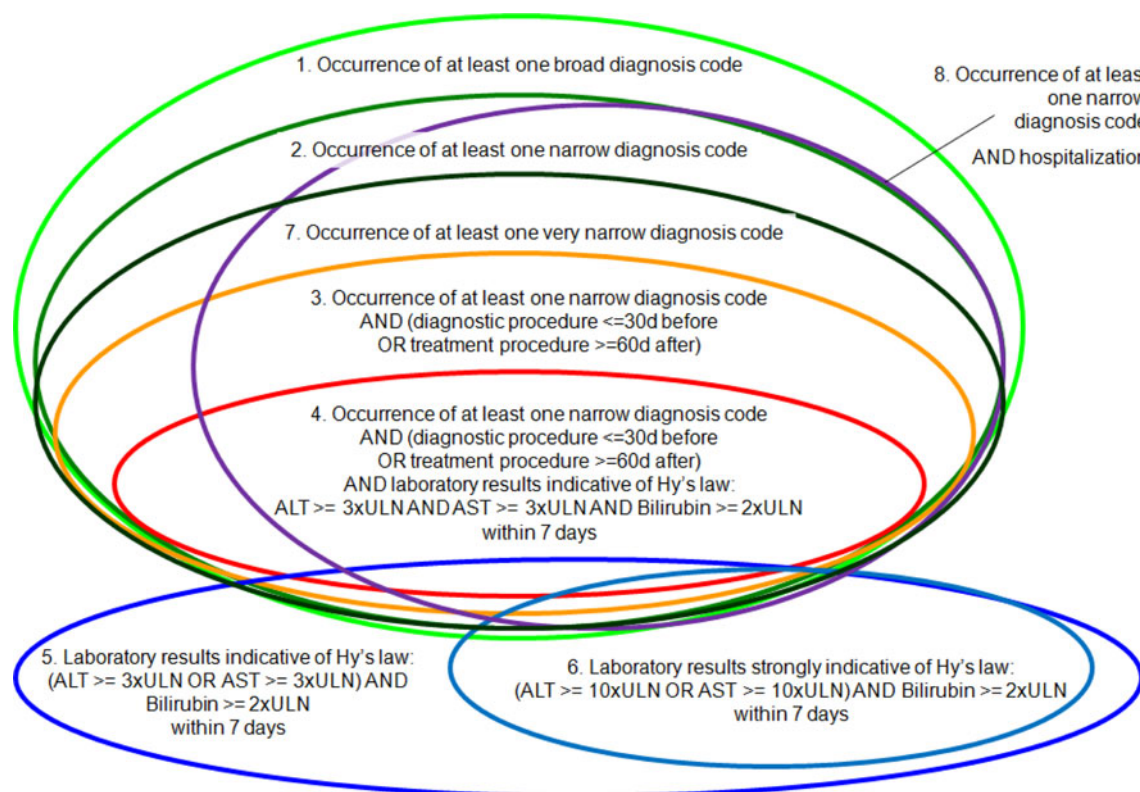 1. Occurrence of at least one broad diagnosis code
8. Occurrence of at leas
one narrow
diagnosis code
AND hospitalization
2. Occurrence of at least one narrow diagnosis code
7. Occurrence of at least one very narrow diagnosis code
3. Occurrence of at least one narrow diagnosis code
AND (diagnostic procedure <=30d before
OR treatment procedure >=60d after)
4. Occurrence of at least one narrow diagnosis code
AND (diagnostic procedure <=30d before
OR treatment procedure >=60d after)
AND laboratory results indicative of Hy's law:
ALT >= 3xULN AND AST >= 3xULN AND Bilirubin >= 2xULN
within 7 days
5. Laboratory results indicative of Hy's law:
(ALT >= 3xULN OR AST >= 3xULN) AND
Bilirubin >= 2xULN
within 7 days
6. Laboratory results strongly indicative of Hy's law:
(ALT >= 10xULN OR AST >= 10xULN) AND Bilirubin >= 2xULN
within 7 days